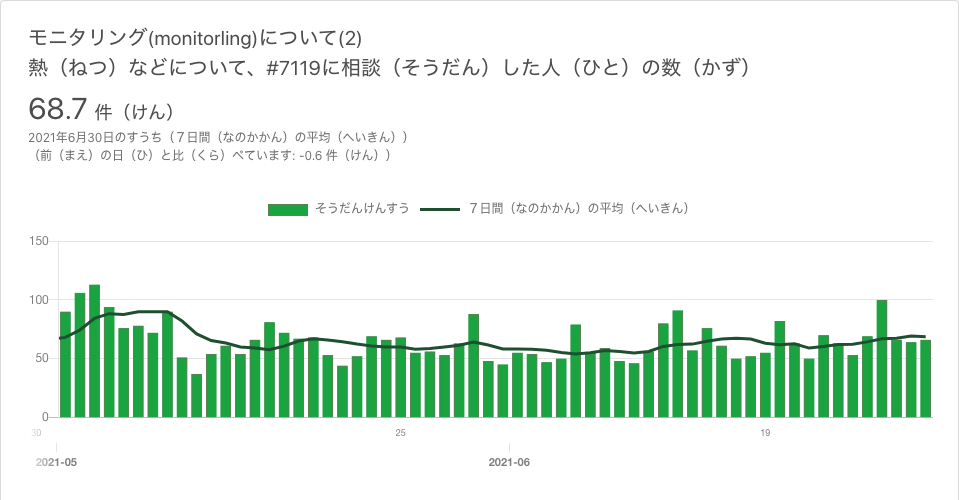 モニタリング(monitorling)について(2)
熱（ねつ）などについて、#7119に相談（そうだん）した人（ひと）の数（かず）
68.7 件（けん）
2021年6月30日のすうち（７日間（なのかかん）の平均（へいきん））
（前（まえ）の日（ひ）と比（くら）べています: -0.6 件（けん））
そうだんけんすう ７日間（なのかかん）の平均（へいきん）
150
100
50
0
30 25 19
2021-05 2021-06